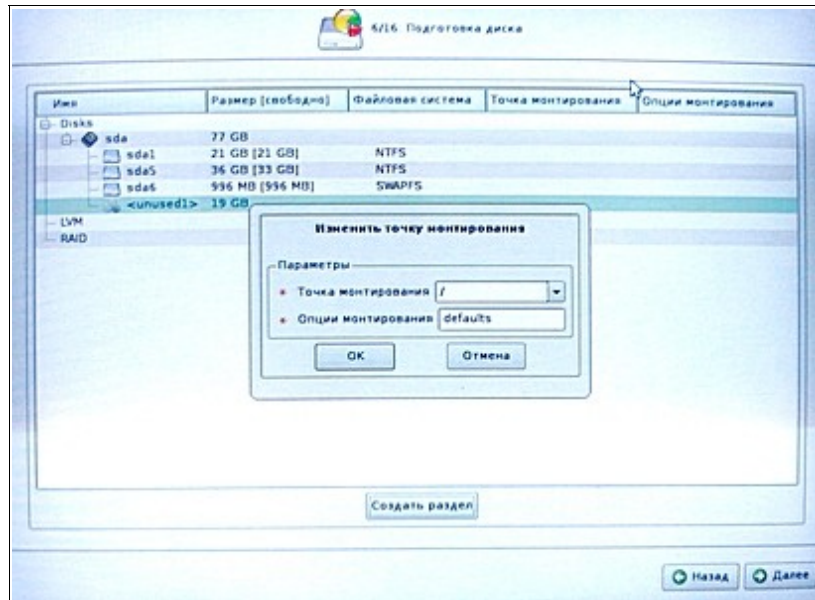 6/16: Подготовка диска
Имя Размер [свободно] Файловая система Точка монтирования Опции монтирования
Disks
sda 77 GB
sda1 21 GB [21 GB] NTFS
sda5 36 GB [33 GB] NTFS
sda6 996 MB [996 MB] SWAPFS
<unused1> 19 GB
LVM
RAID
Изменить точку монтирования
Параметры
* Точка монтирования /
* Опции монтирования defaults
OK Отмена
Создать раздел
Назад Далее